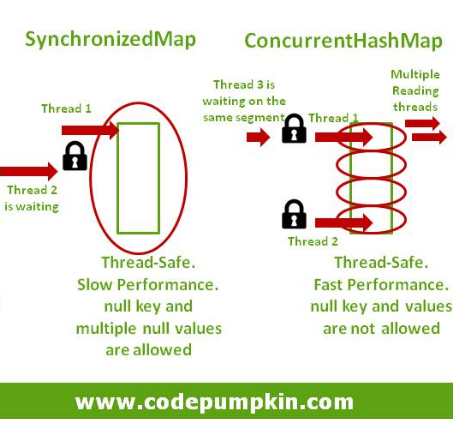 SynchronizedMap
Thread 1
Thread 2
is waiting
Thread-Safe.
Slow Performance.
null key and
multiple null values
are allowed
ConcurrentHashMap
Thread 3 is
waiting on the
same segment
Thread 1
Multiple
Reading
threads
Thread 2
Thread-Safe.
Fast Performance.
null key and values
are not allowed
www.codepumpkin.com